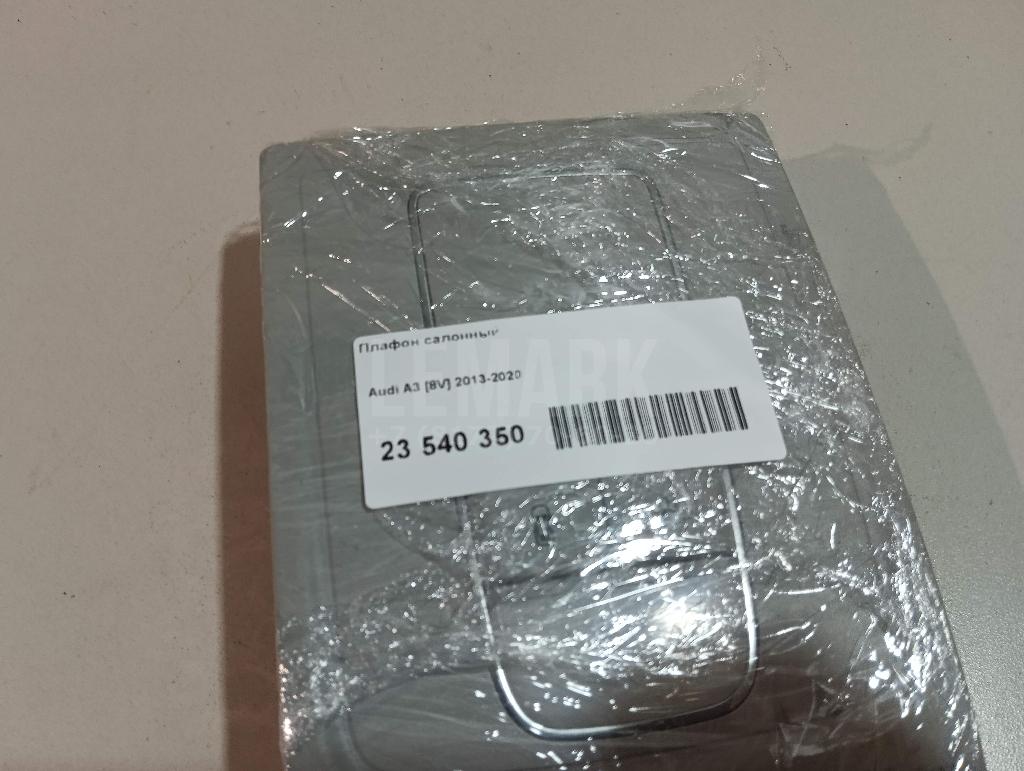 Плафон салонный
Audi A3 [8V] 2013-2020
LEMARK
23 540 350